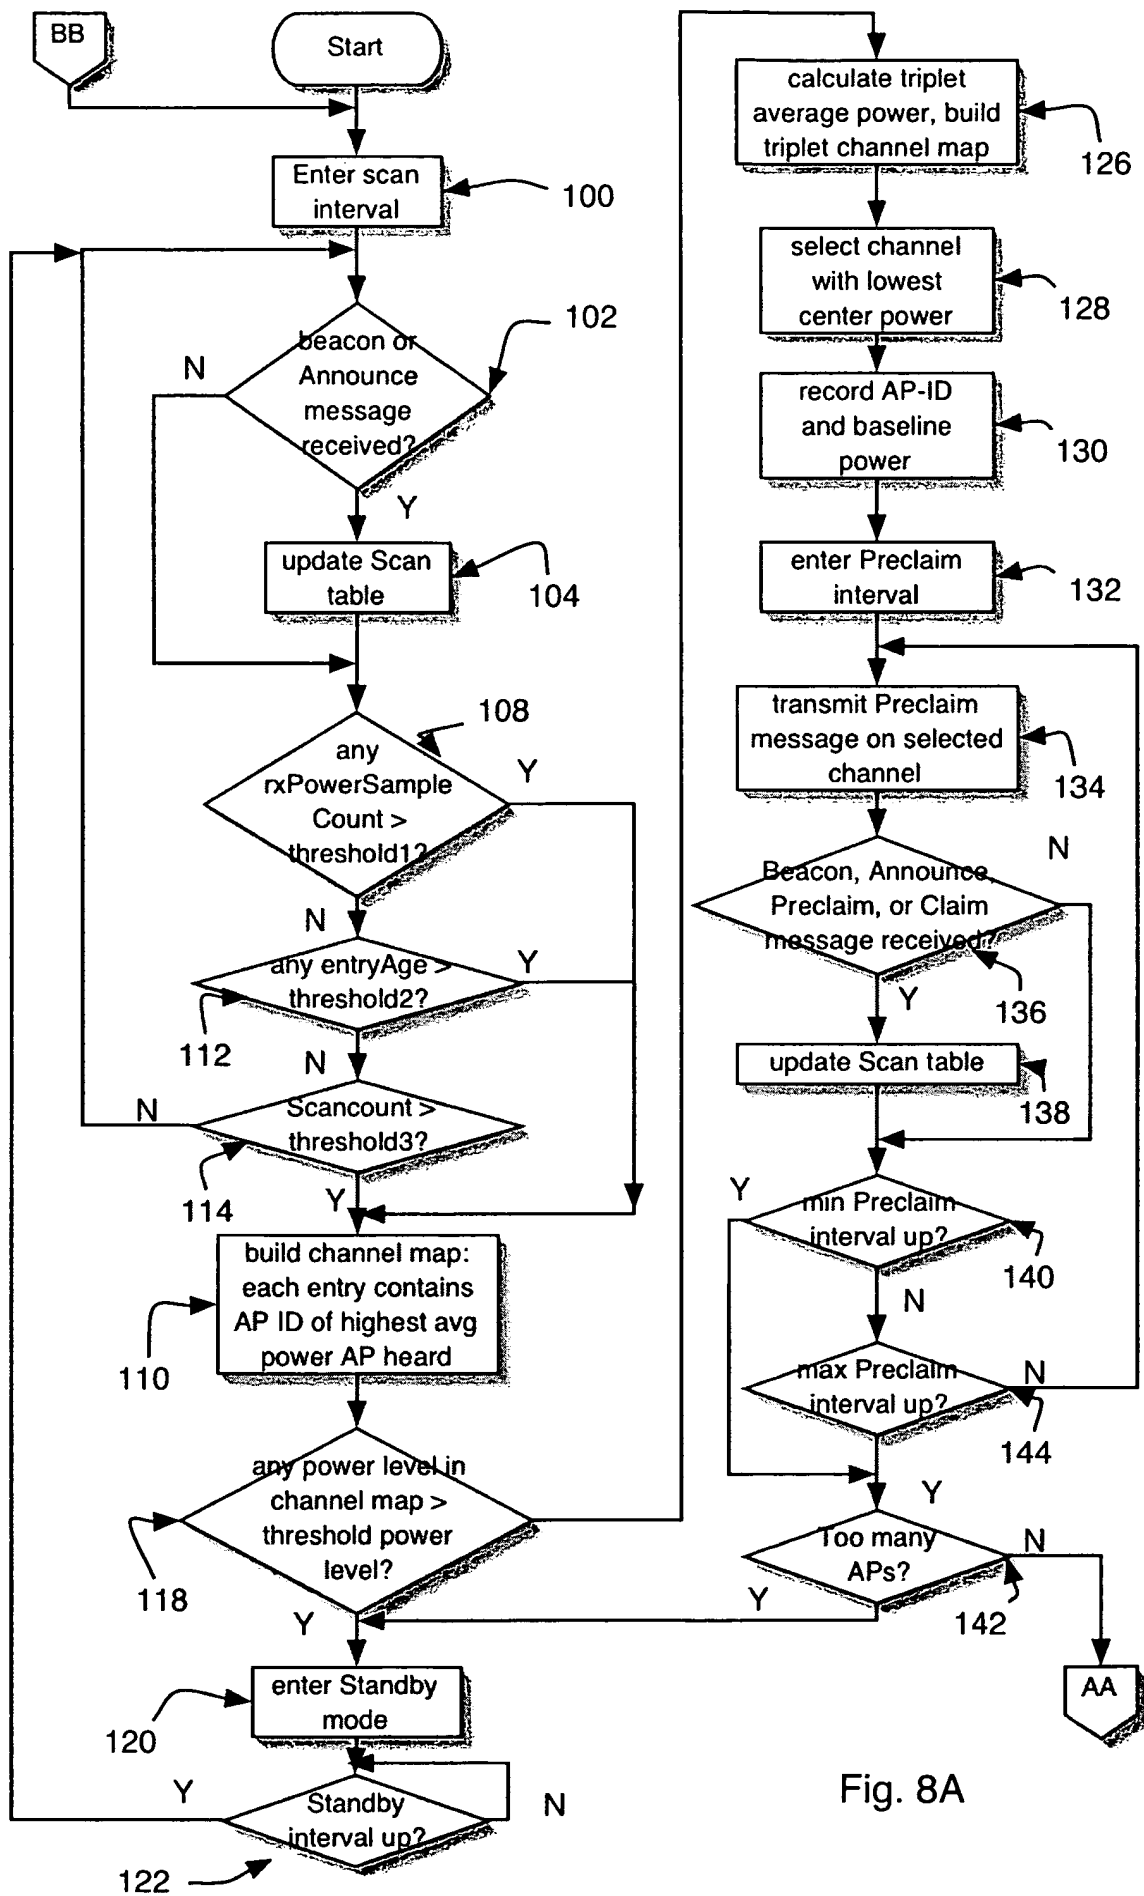 BB
Start
Enter scan
interval
100
beacon or
Announce
message
received?
102
N
Y
update Scan
table
104
any
rxPowerSample
Count >
threshold1?
108
Y
N
any entryAge >
threshold2?
Y
112
N
Scancount >
threshold3?
N
114
Y
build channel map:
each entry contains
AP ID of highest avg
power AP heard
110
any power level in
channel map >
threshold power
level?
118
Y
enter Standby
mode
120
Y
Standby
interval up?
N
122
calculate triplet
average power, build
triplet channel map
126
select channel
with lowest
center power
128
record AP-ID
and baseline
power
130
enter Preclaim
interval
132
transmit Preclaim
message on selected
channel
134
Beacon, Announce,
Preclaim, or Claim
message received?
N
136
Y
update Scan table
138
Y
min Preclaim
interval up?
140
N
max Preclaim
interval up?
N
144
Y
Too many
APs?
N
Y
142
AA
Fig. 8A